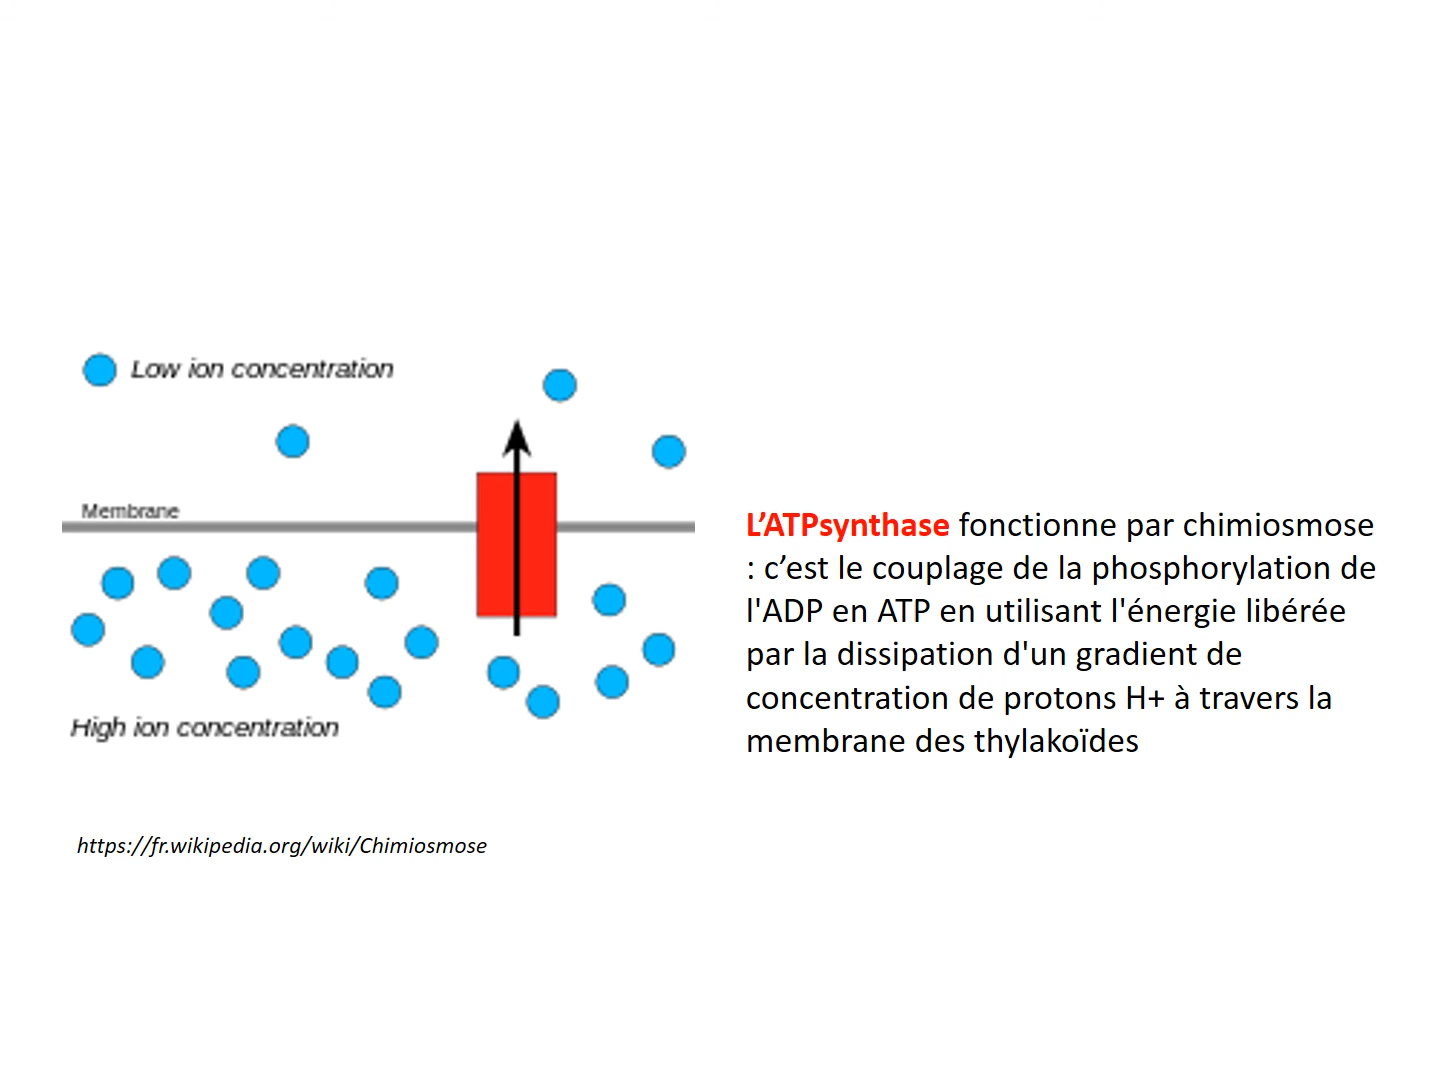 Low ion concentration
Membrane
High ion concentration
L’ATPsynthase fonctionne par chimiosmose
: c’est le couplage de la phosphorylation de
l'ADP en ATP en utilisant l'énergie libérée
par la dissipation d'un gradient de
concentration de protons H+ à travers la
membrane des thylakoïdes
https://fr.wikipedia.org/wiki/Chimiosmose